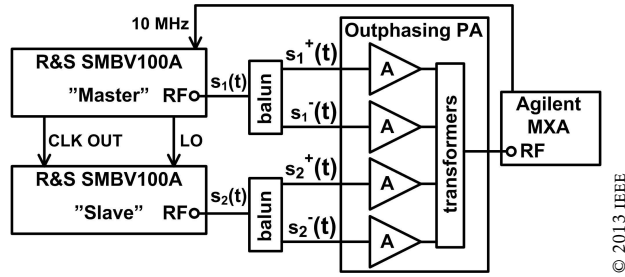 10 MHz
Outphasing PA
R&S SMBV100A
"Master" RF
s1(t)
balun
s1+(t)
s1-(t)
A
A
CLK OUT
LO
R&S SMBV100A
"Slave" RF
s2(t)
balun
s2+(t)
s2-(t)
A
A
transformers
Agilent
MXA
RF
© 2013 IEEE